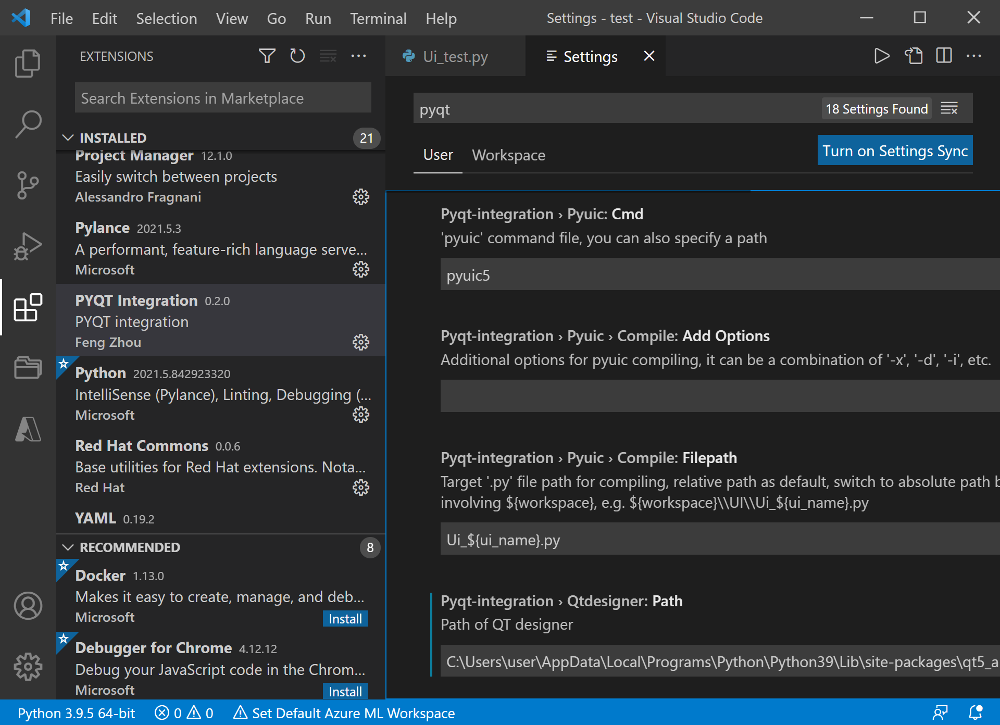 File Edit Selection View Go Run Terminal Help
Settings - test - Visual Studio Code
EXTENSIONS
Search Extensions in Marketplace
INSTALLED 21
Project Manager 12.1.0
Easily switch between projects
Alessandro Fragnani
Pylance 2021.5.3
A performant, feature-rich language serve...
Microsoft
PYQT Integration 0.2.0
PYQT integration
Feng Zhou
Python 2021.5.842923320
IntelliSense (Pylance), Linting, Debugging (...
Microsoft
Red Hat Commons 0.0.6
Base utilities for Red Hat extensions. Nota...
Red Hat
YAML 0.19.2
RECOMMENDED 8
Docker 1.13.0
Makes it easy to create, manage, and deb...
Microsoft
Install
Debugger for Chrome 4.12.12
Debug your JavaScript code in the Chrom...
Microsoft
Install
Ui_test.py
Settings
pyqt
18 Settings Found
User Workspace
Turn on Settings Sync
Pyqt-integration › Pyuic: Cmd
'pyuic' command file, you can also specify a path
pyuic5
Pyqt-integration › Pyuic › Compile: Add Options
Additional options for pyuic compiling, it can be a combination of '-x', '-d', '-i', etc.
Pyqt-integration › Pyuic › Compile: Filepath
Target '.py' file path for compiling, relative path as default, switch to absolute path b
involving ${workspace}, e.g. ${workspace}\\UI\\Ui_${ui_name}.py
Ui_${ui_name}.py
Pyqt-integration › Qtdesigner: Path
Path of QT designer
C:\Users\user\AppData\Local\Programs\Python\Python39\Lib\site-packages\qt5_a
Python 3.9.5 64-bit
0 0
Set Default Azure ML Workspace